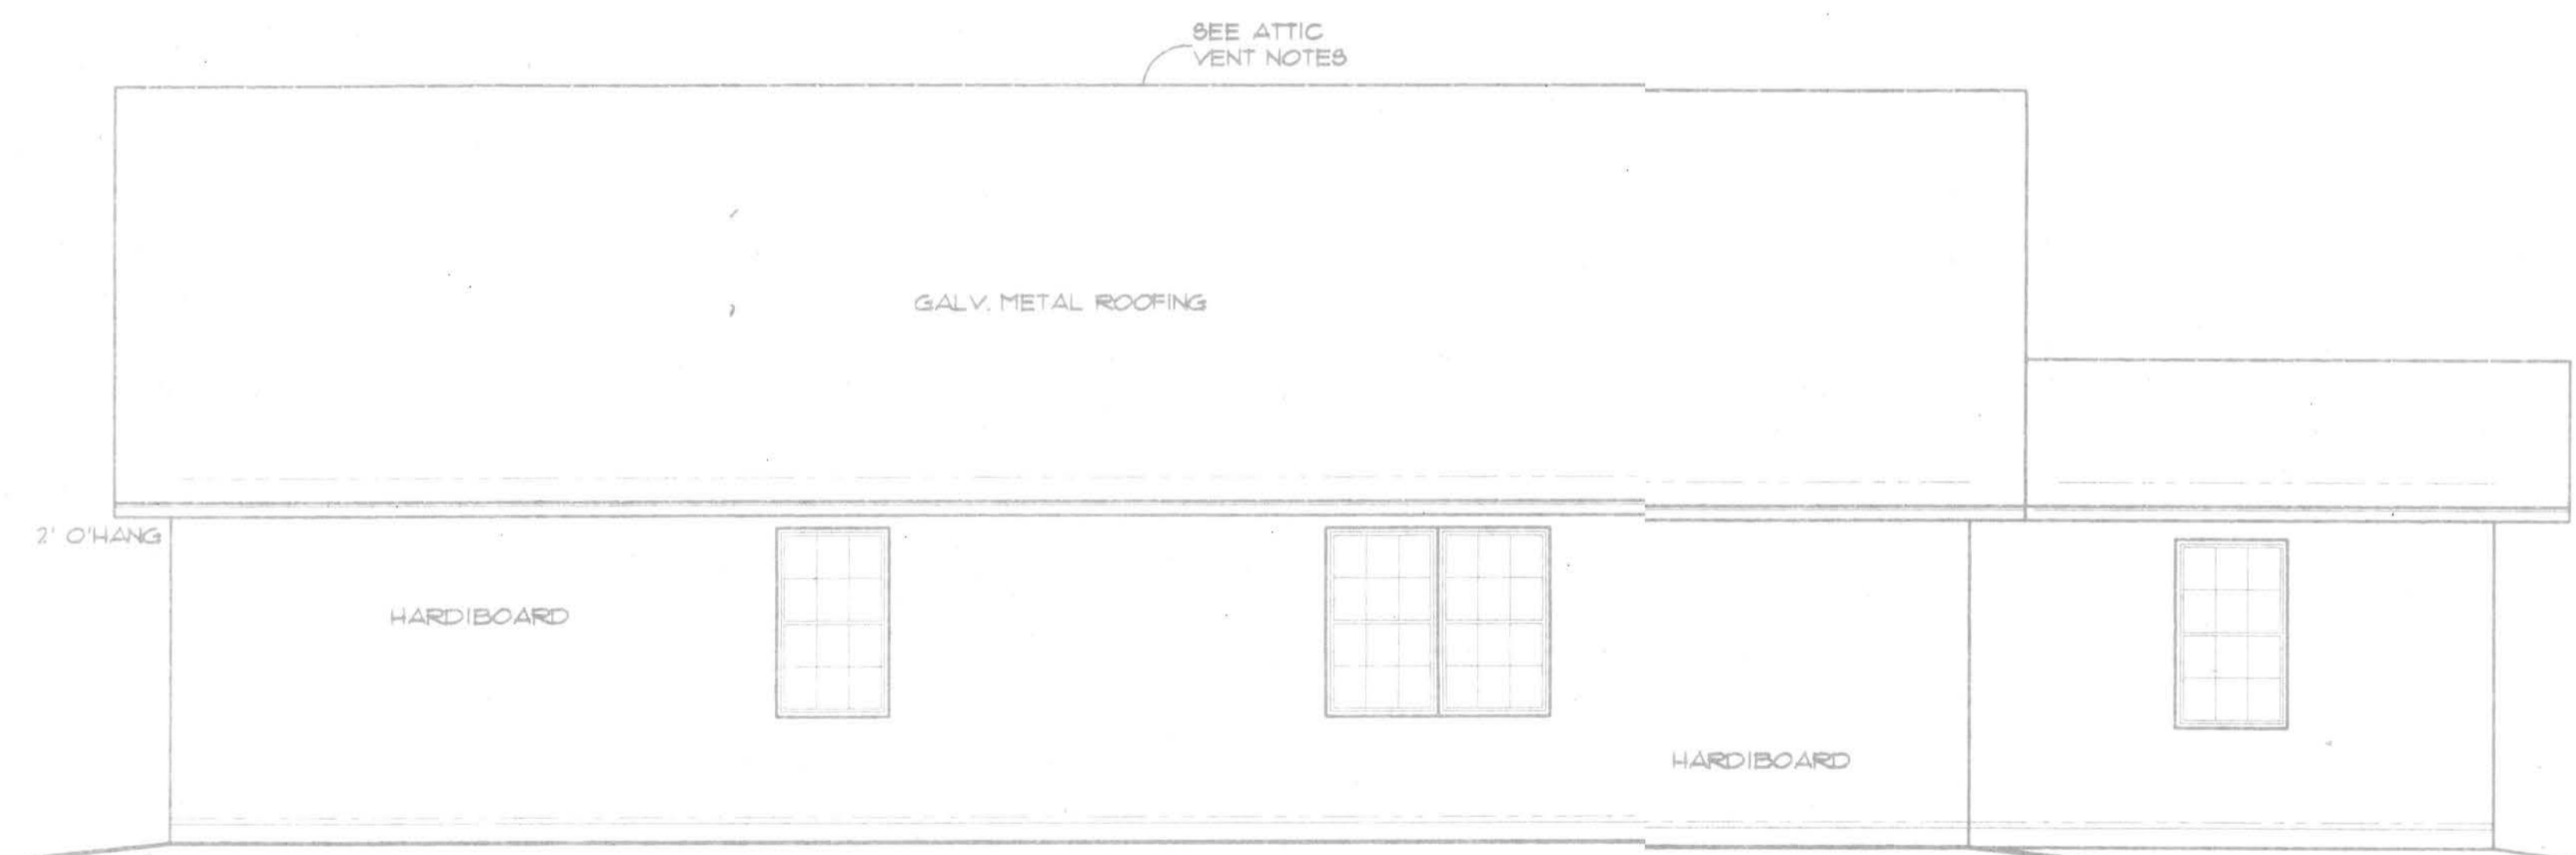 SEE ATTIC
VENT NOTES
GALV. METAL ROOFING
2' O'HANG
HARDIBOARD
HARDIBOARD